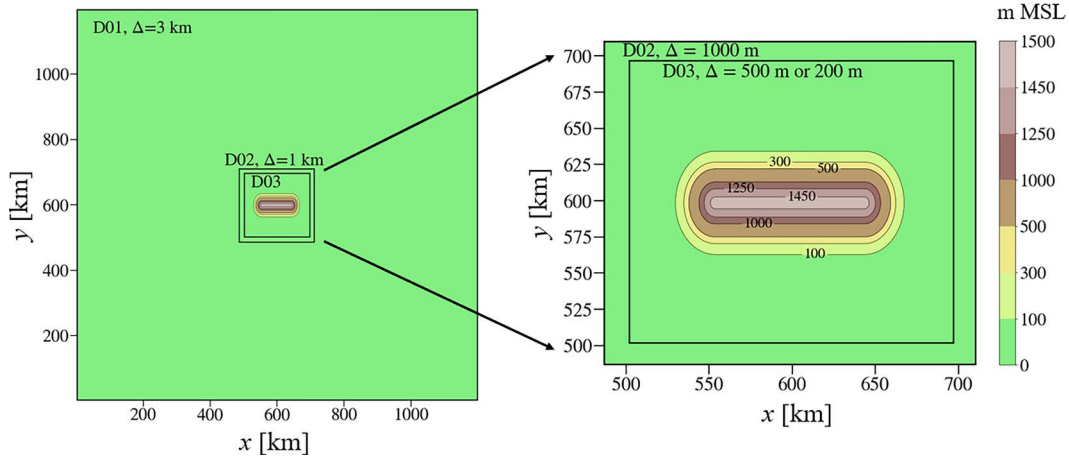 D01, Δ=3 km
D02, Δ=1 km
D03
1000
800
600
400
200
y [km]
200 400 600 800 1000
x [km]
D02, Δ = 1000 m
D03, Δ = 500 m or 200 m
300
500
1250
1450
1000
100
700
675
650
625
600
575
550
525
500
y [km]
500 550 600 650 700
x [km]
m MSL
1500
1450
1250
1000
500
300
100
0